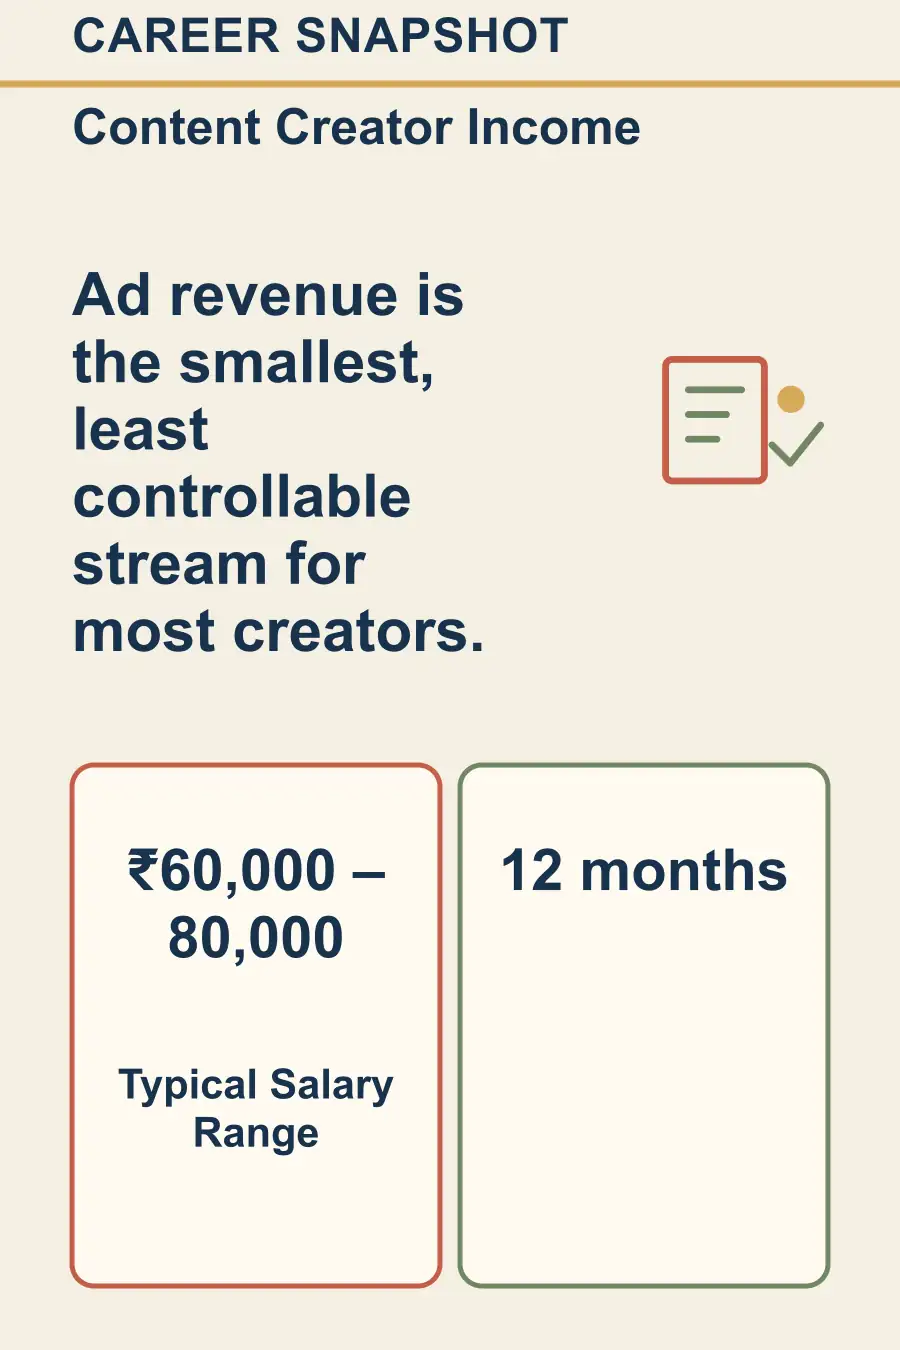 CAREER SNAPSHOT
Content Creator Income
Ad revenue is
the smallest,
least
controllable
stream for
most creators.
₹60,000 –
80,000
Typical Salary
Range
12 months